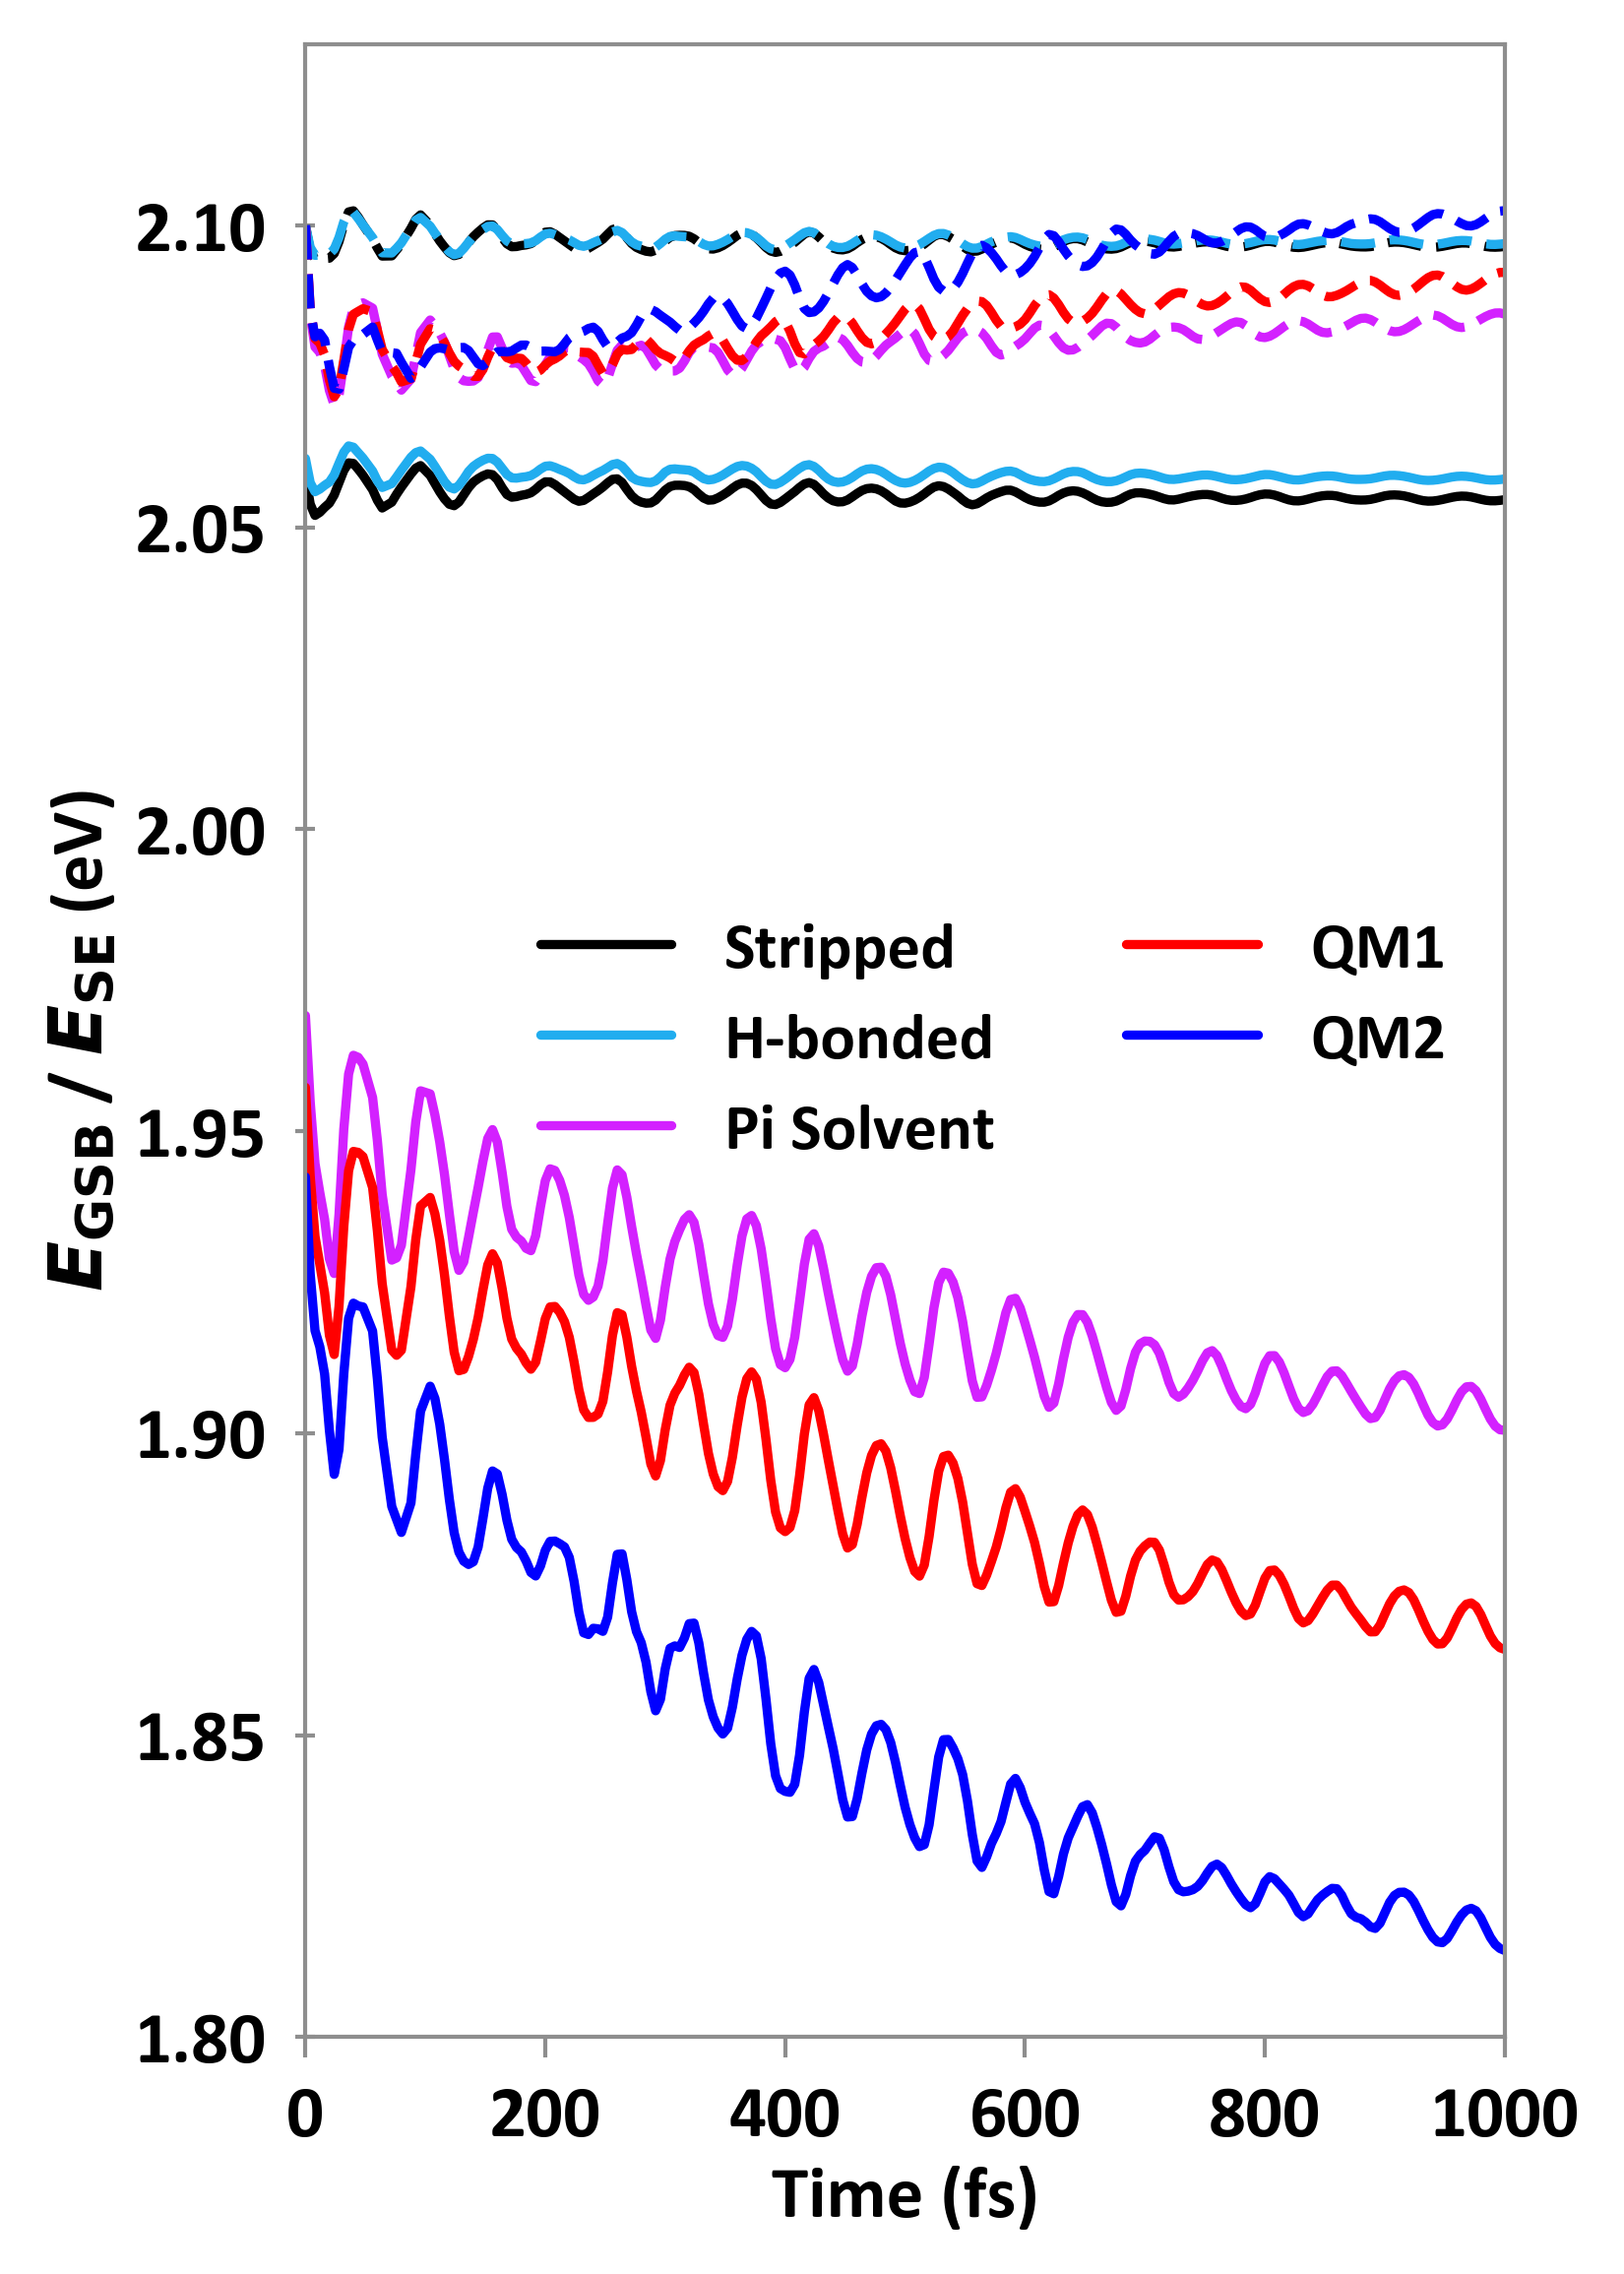 2.10
2.05
2.00
1.95
1.90
1.85
1.80
EGSB / ESE (eV)
Stripped
H-bonded
Pi Solvent
QM1
QM2
0 200 400 600 800 1000
Time (fs)